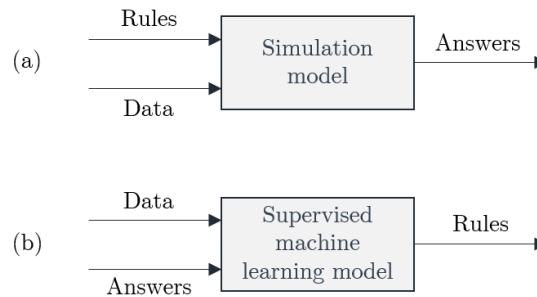 Rules
(a)
Simulation
model
Answers
Data
Data
(b)
Supervised
machine
learning model
Rules
Answers